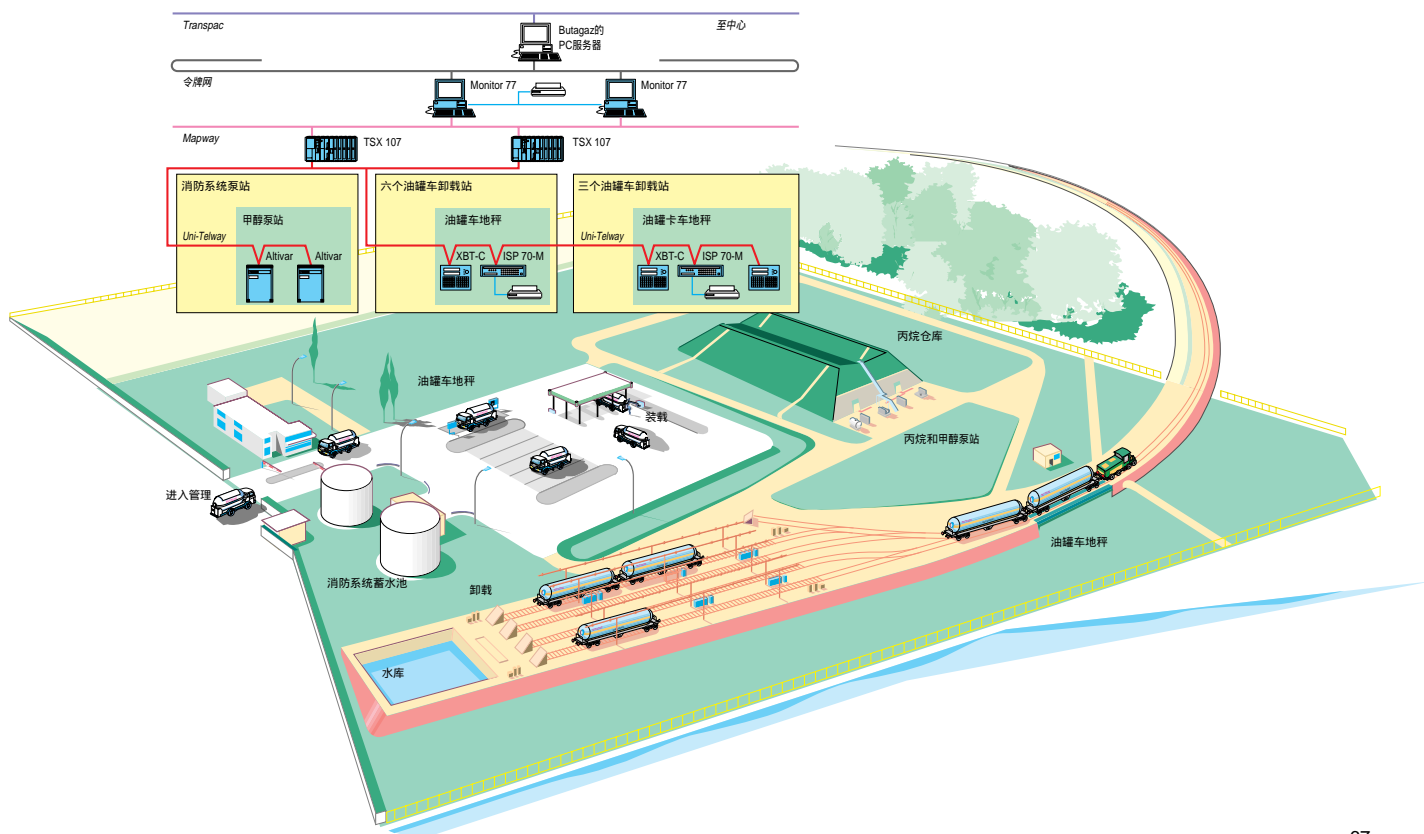 Transpac
Butagaz的
PC服务器
至中心
令牌网
Monitor 77
Monitor 77
Mapway
TSX 107
TSX 107
消防系统泵站
六个油罐车卸载站
三个油罐车卸载站
甲醇泵站
油罐车地秤
油罐卡车地秤
Uni-Telway
Uni-Telway
Altivar
Altivar
XBT-C
ISP 70-M
XBT-C
ISP 70-M
丙烷仓库
油罐车地秤
装载
丙烷和甲醇泵站
进入管理
油罐车地秤
消防系统蓄水池
卸载
水库